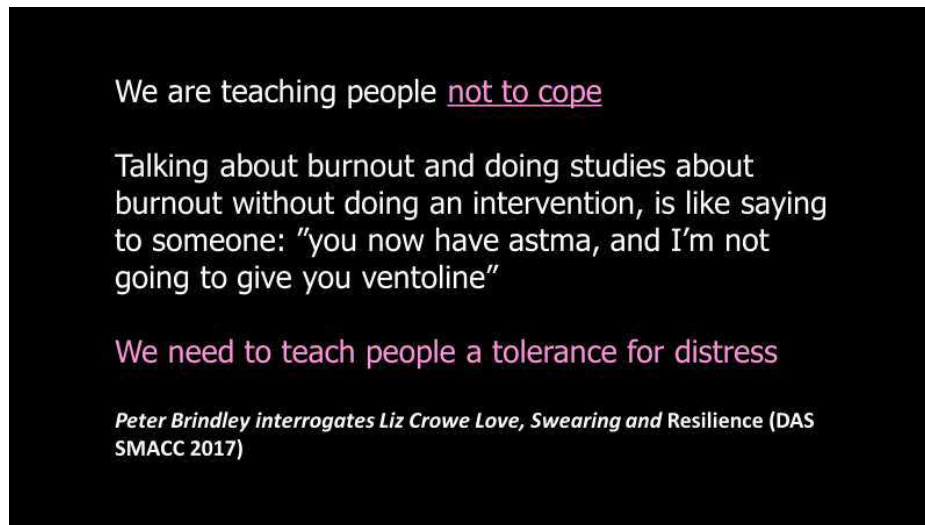 We are teaching people not to cope
Talking about burnout and doing studies about
burnout without doing an intervention, is like saying
to someone: ”you now have astma, and I’m not
going to give you ventoline”
We need to teach people a tolerance for distress
Peter Brindley interrogates Liz Crowe Love, Swearing and Resilience (DAS
SMACC 2017)